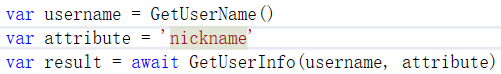 var username = GetUserName()
var attribute = 'nickname'
var result = await GetUserInfo(username, attribute)